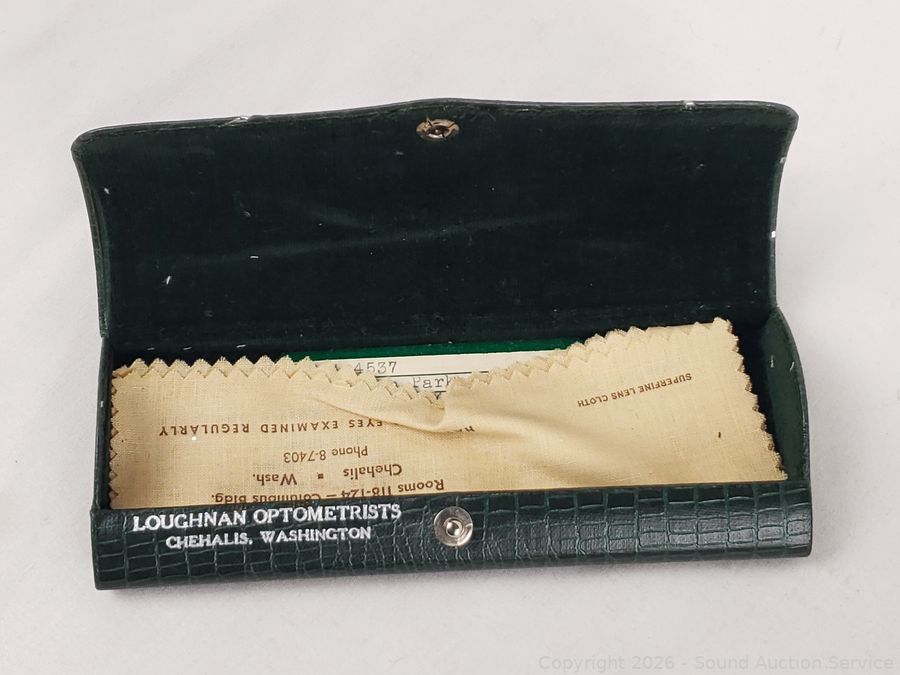 4537
Park
SUPERFINE LENS CLOTH
EYES EXAMINED REGULARLY
Phone 8-7403
Chehalis ▪ Wash.
Rooms 118-124 — Columbus Bldg.
LOUGHNAN OPTOMETRISTS
CHEHALIS, WASHINGTON
Copyright 2026 - Sound Auction Service